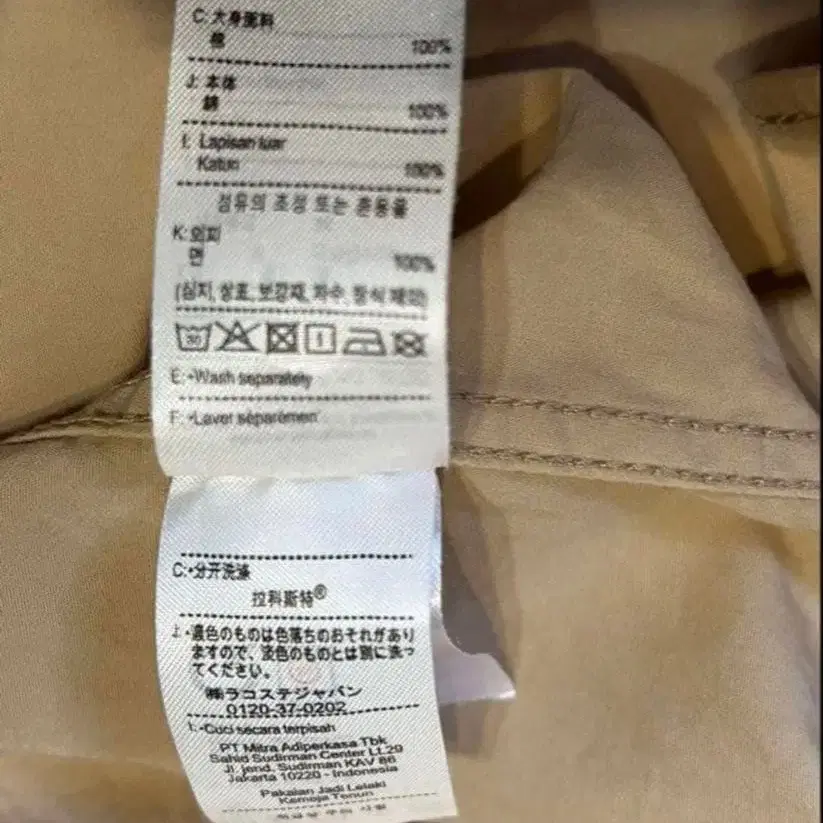 C: 大身面料
棉 100%
J: 本体
綿 100%
I: Lapisan luar
Katun 100%
섬유의 조성 또는 혼용율
K: 외피
면 100%
(심지, 상표, 보강재, 자수, 장식 제외)
30
E: •Wash separately
F: •Laver séparémen
C: •分开洗涤
拉科斯特®
J: •濃色のものは色落ちのおそれがあり
ますので、淡色のものとは別に洗っ
てください。
㈱ラコステジャパン
0120-37-0202
I: •Cuci secara terpisah
PT Mitra Adiperkasa Tbk
Sahid Sudirman Center Lt.29
Jl. jend. Sudirman KAV 86
Jakarta 10220 - Indonesia
Pakaian Jadi Lelaki
Kemeja Tenun